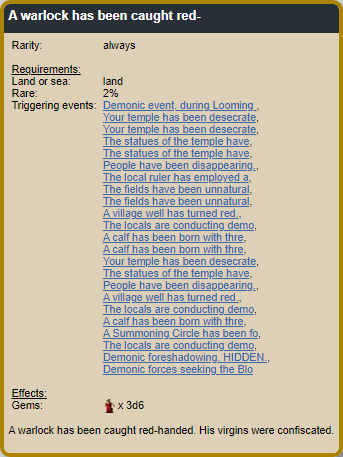 A warlock has been caught red-
Rarity: always
Requirements:
Land or sea: land
Rare: 2%
Triggering events: Demonic event, during Looming ,
Your temple has been desecrate,
Your temple has been desecrate,
The statues of the temple have,
The statues of the temple have,
People have been disappearing.,
The local ruler has employed a,
The fields have been unnatural,
The fields have been unnatural,
A village well has turned red.,
The locals are conducting demo,
A calf has been born with thre,
A calf has been born with thre,
Your temple has been desecrate,
The statues of the temple have,
People have been disappearing.,
A village well has turned red.,
The locals are conducting demo,
A calf has been born with thre,
A Summoning Circle has been fo,
The locals are conducting demo,
Demonic foreshadowing. HIDDEN.,
Demonic forces seeking the Blo
Effects:
Gems: x 3d6
A warlock has been caught red-handed. His virgins were confiscated.